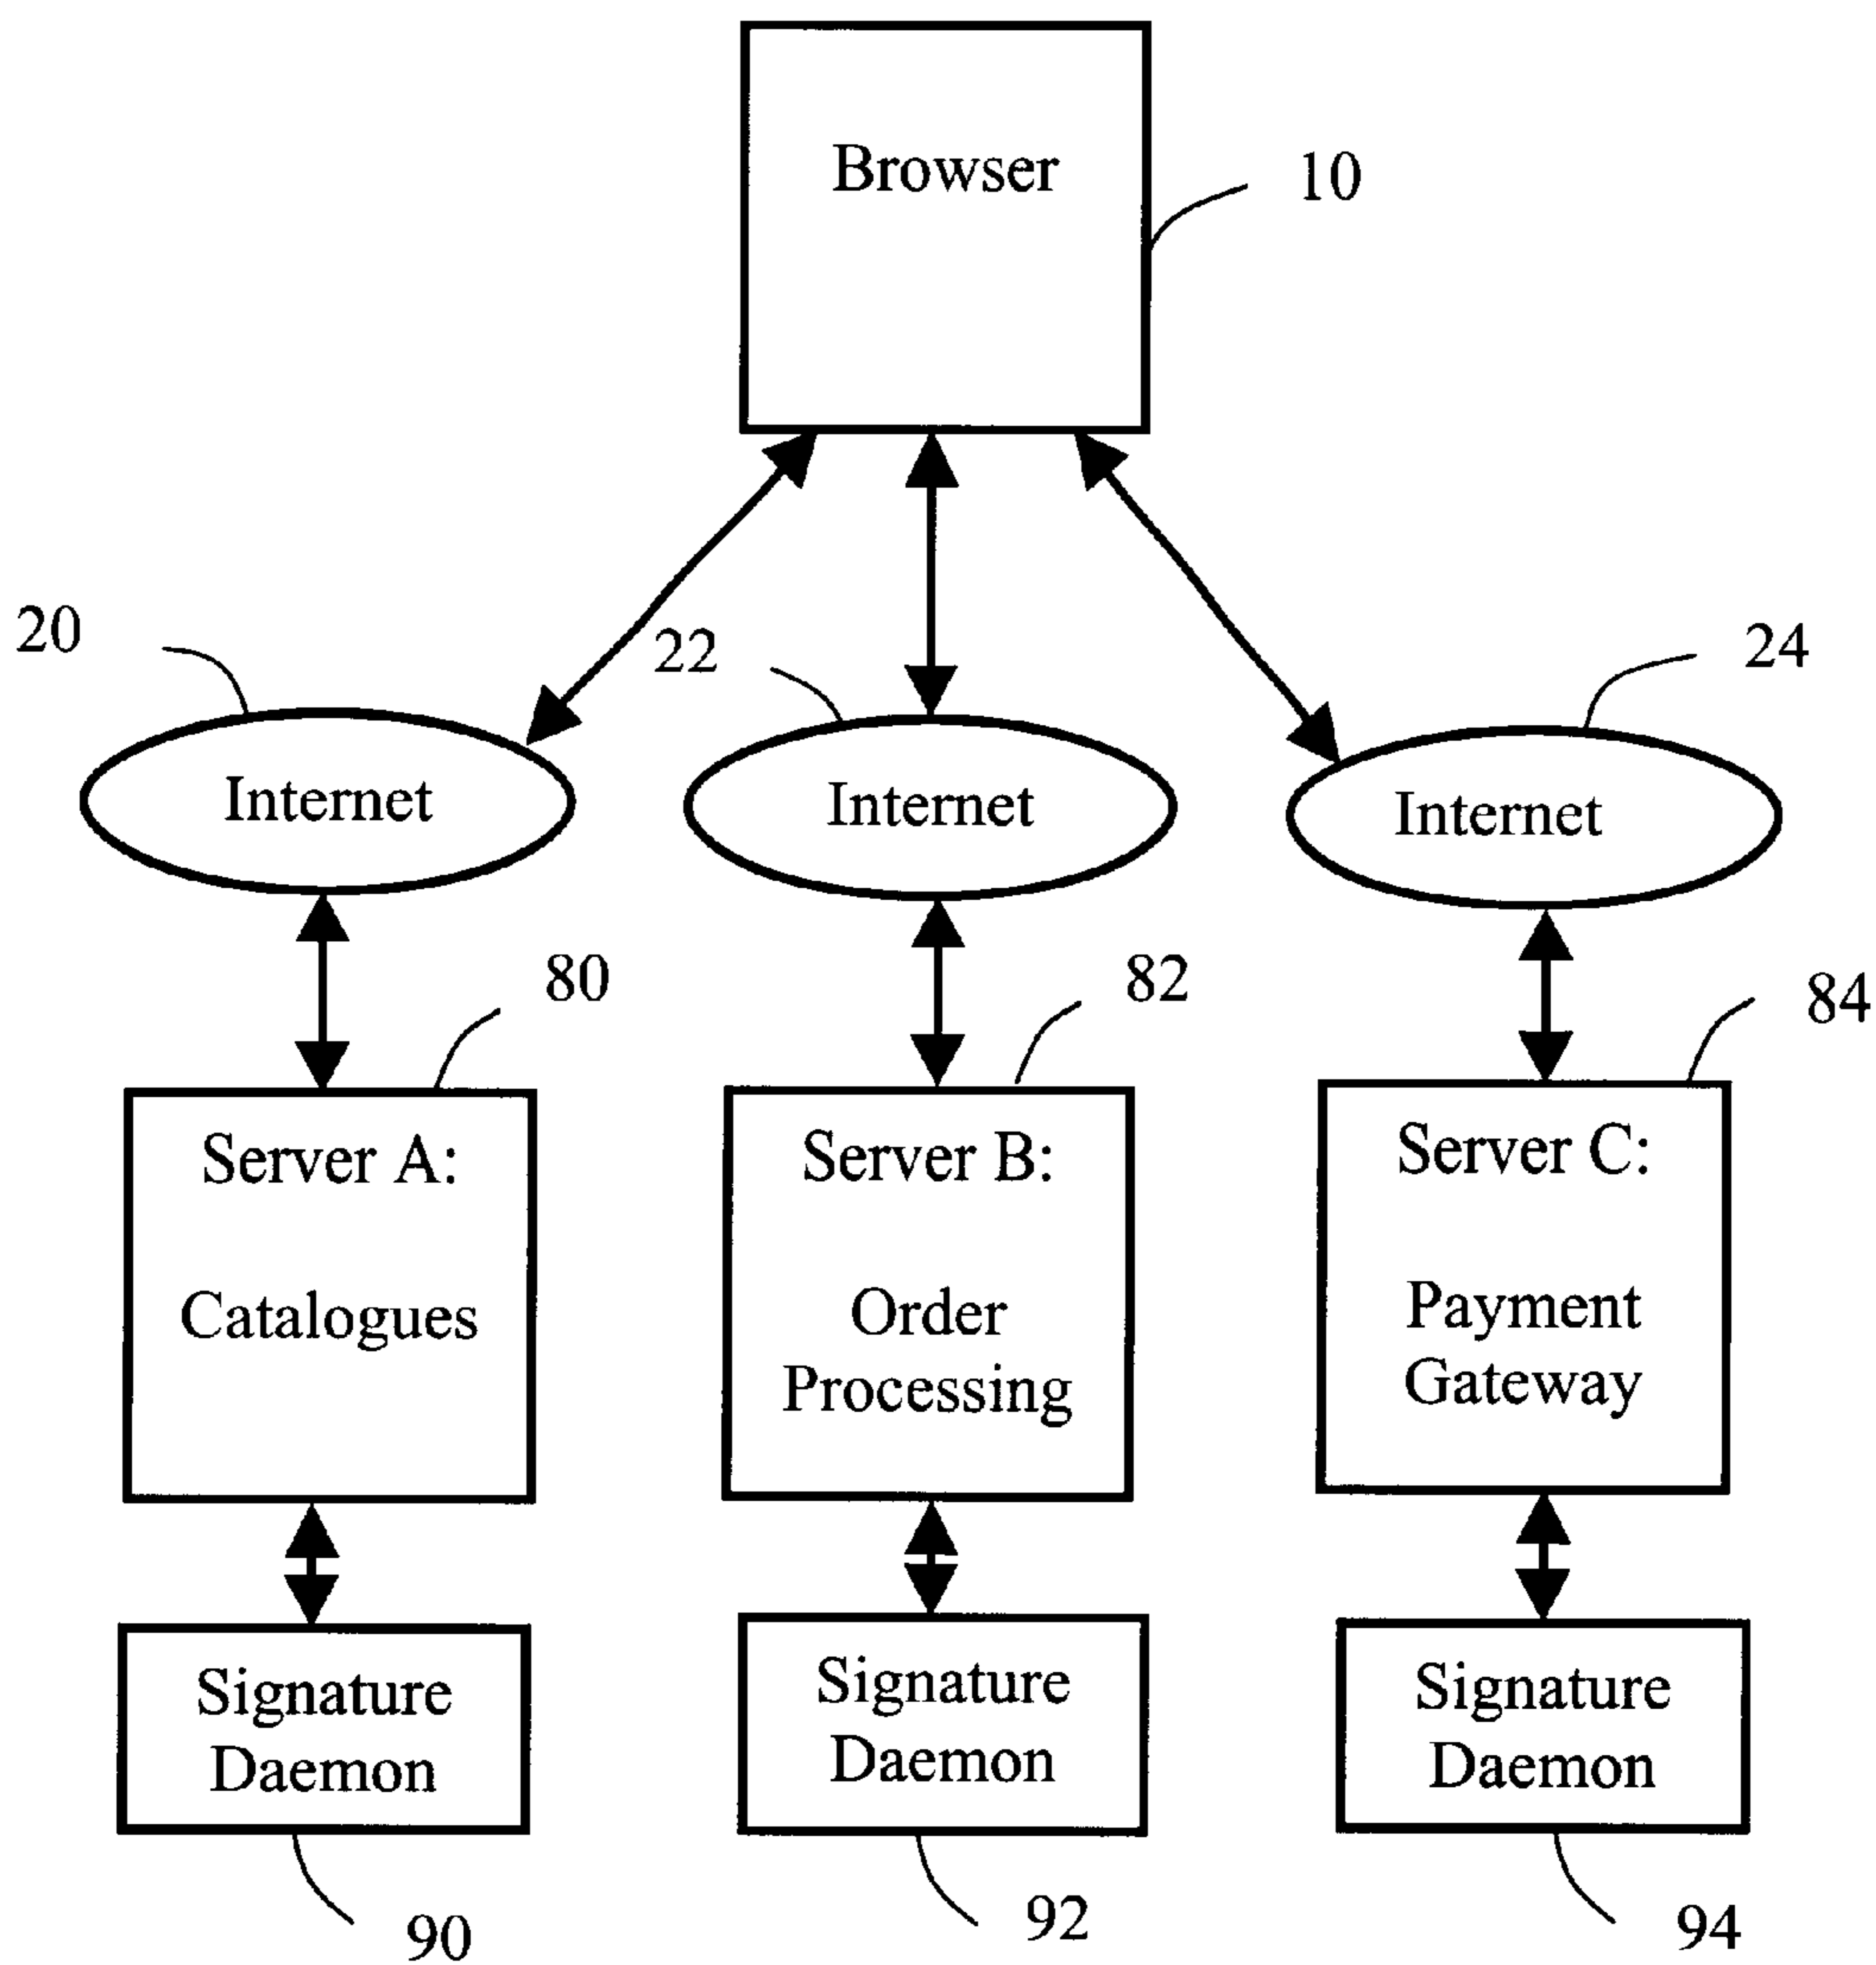 Browser
10
20
22
24
Internet
Internet
Internet
80
82
84
Server A:
Catalogues
Server B:
Order
Processing
Server C:
Payment
Gateway
Signature
Daemon
Signature
Daemon
Signature
Daemon
90
92
94